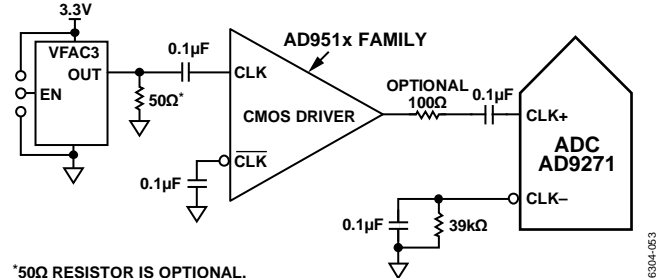 3.3V
VFAC3
OUT
EN
50Ω*
0.1µF
AD951x FAMILY
CLK
CMOS DRIVER
CLK
0.1µF
OPTIONAL
100Ω
0.1µF
CLK+
ADC
AD9271
CLK–
0.1µF
39kΩ
*50Ω RESISTOR IS OPTIONAL.
6304-053